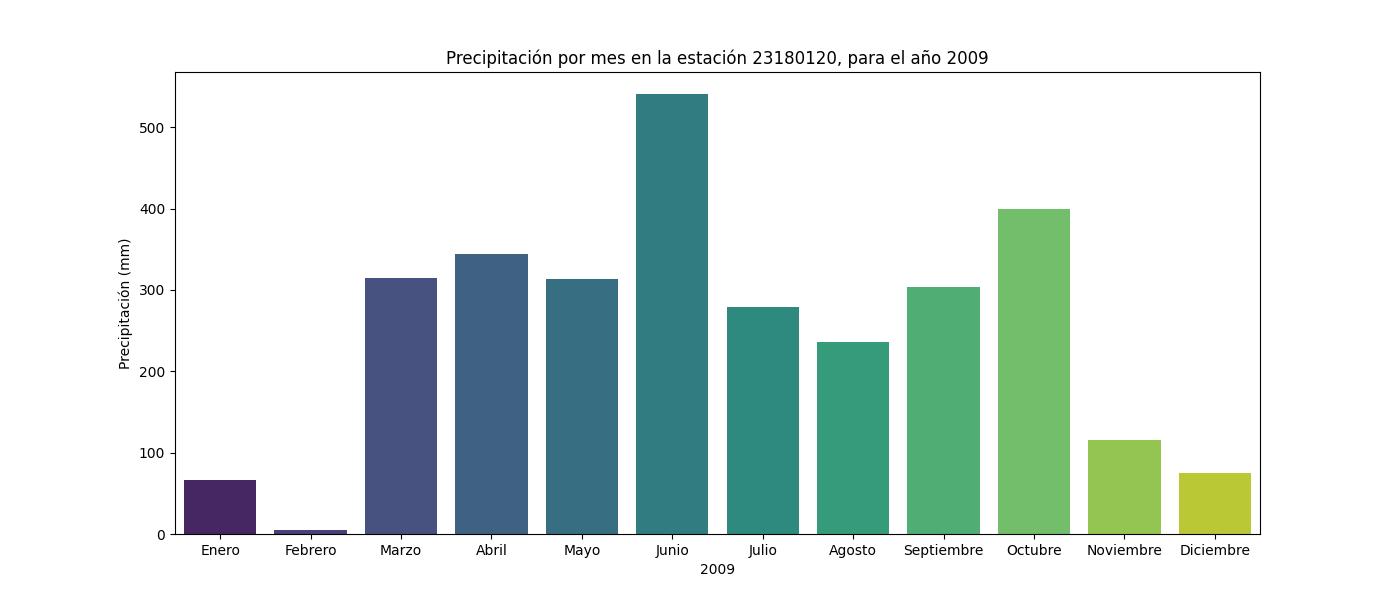 Precipitación por mes en la estación 23180120, para el año 2009
Precipitación (mm)
500
400
300
200
100
0
Enero Febrero Marzo Abril Mayo Junio Julio Agosto Septiembre Octubre Noviembre Diciembre
2009